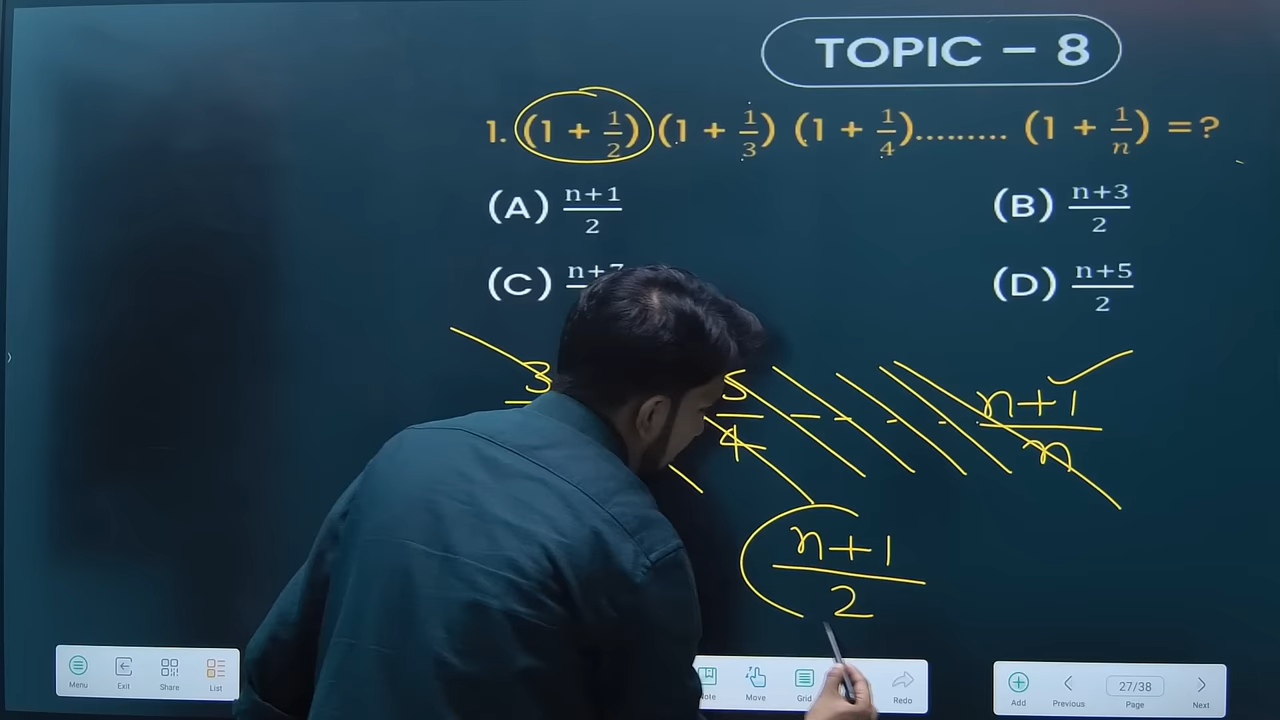 TOPIC – 8
1. (1 + 1/2) (1 + 1/3) (1 + 1/4)......... (1 + 1/n) = ?
(A) n+1/2
(B) n+3/2
(C) n+7
(D) n+5/2
3 5/4 – – - - n+1/n
n+1/2
Menu Exit Share List Move Grid Redo Add Previous 27/38 Page Next